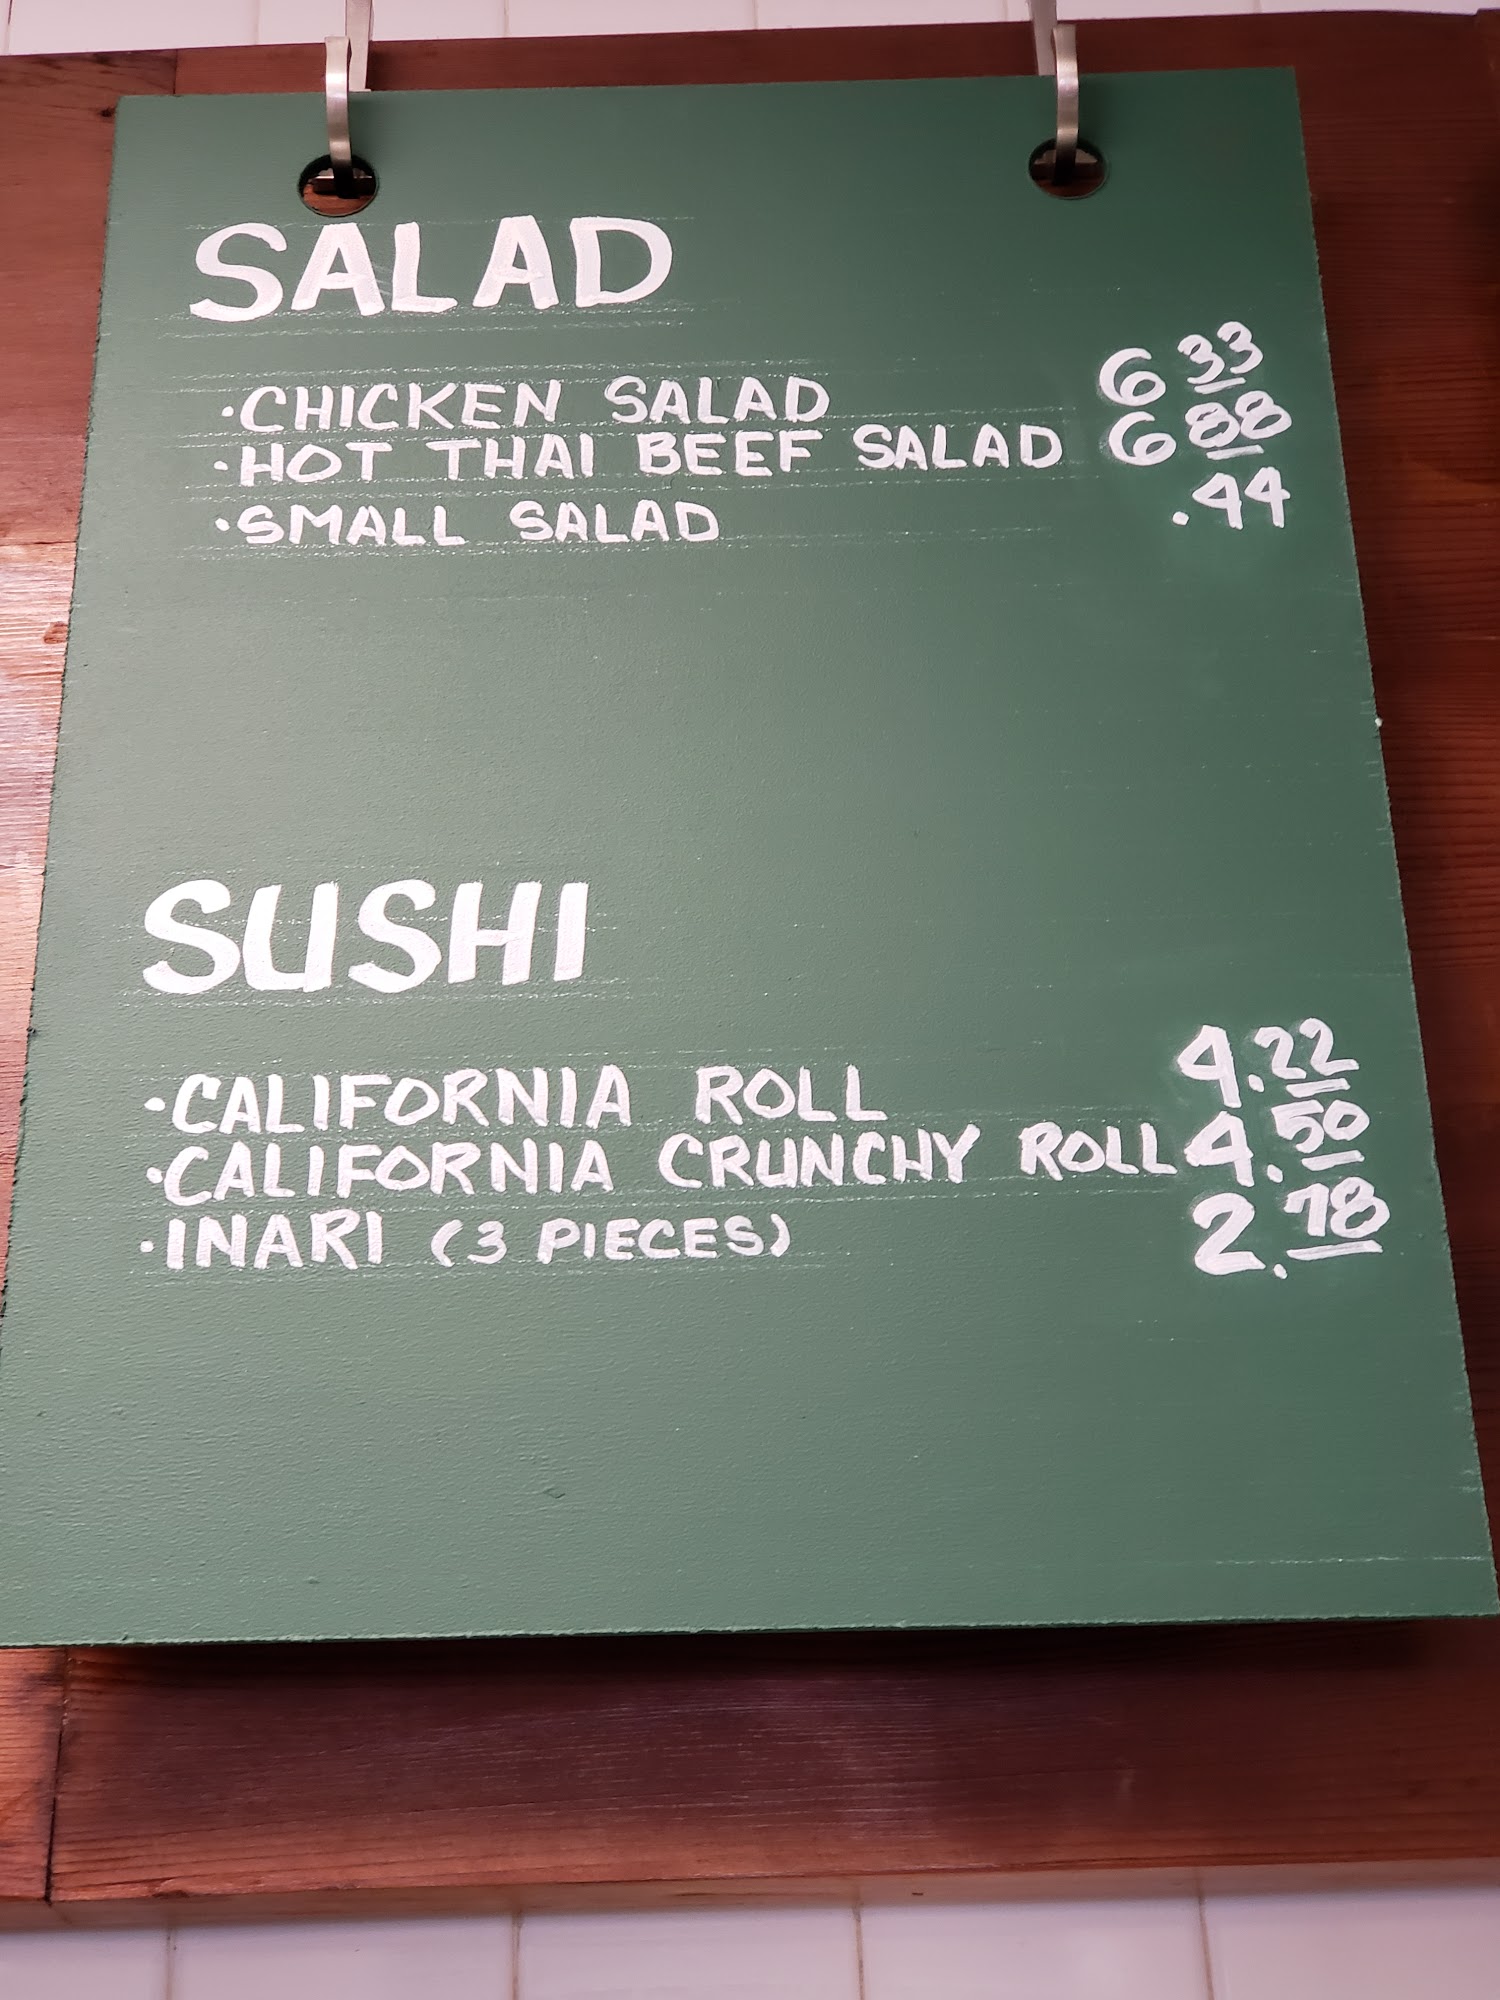 SALAD
·CHICKEN SALAD 6 33
·HOT THAI BEEF SALAD 6 88
·SMALL SALAD .44
SUSHI
·CALIFORNIA ROLL 4.22
·CALIFORNIA CRUNCHY ROLL 4.50
·INARI (3 PIECES) 2.78